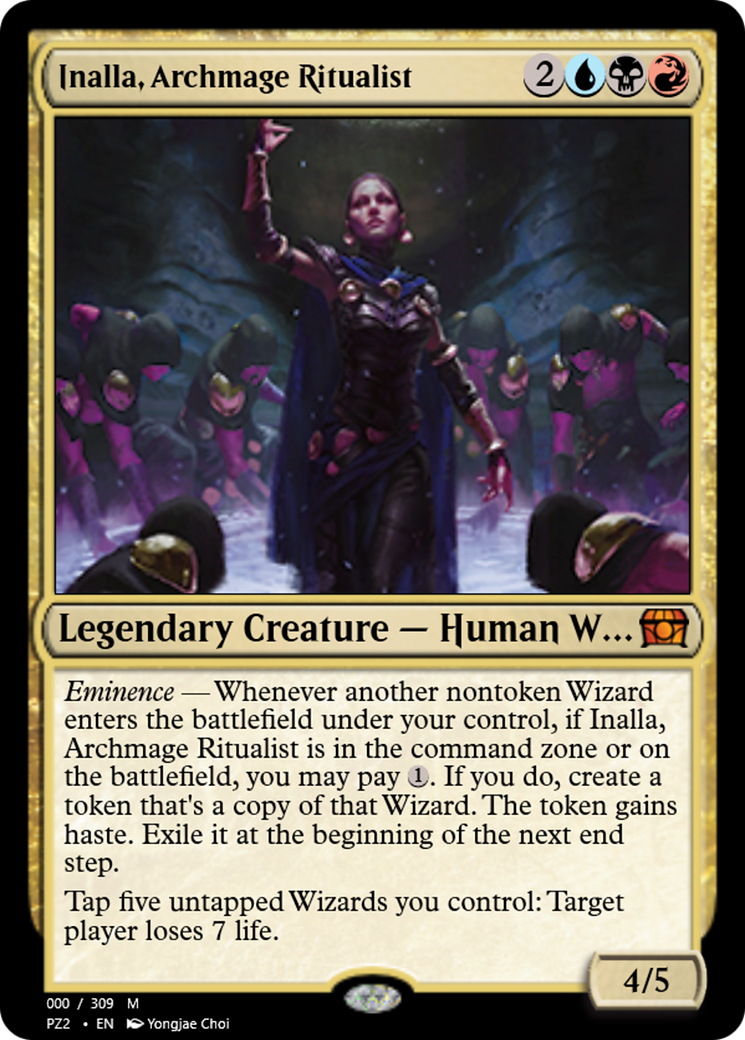 Inalla, Archmage Ritualist 2
Legendary Creature — Human W...
Eminence — Whenever another nontoken Wizard
enters the battlefield under your control, if Inalla,
Archmage Ritualist is in the command zone or on
the battlefield, you may pay 1. If you do, create a
token that's a copy of that Wizard. The token gains
haste. Exile it at the beginning of the next end
step.
Tap five untapped Wizards you control: Target
player loses 7 life.
4/5
000 / 309 M
PZ2 • EN Yongjae Choi